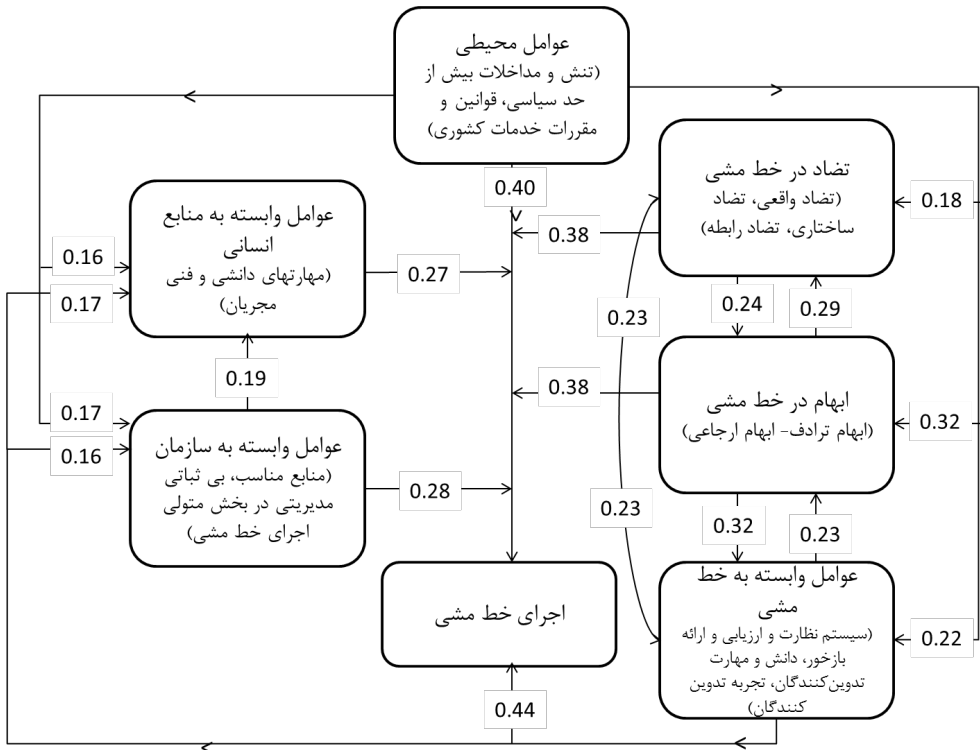 عوامل محیطی
(تنش و مداخلات بیش از
حد سیاسی، قوانین و
مقررات خدمات کشوری)
0.40
تضاد در خط مشی
(تضاد واقعی، تضاد
ساختاری، تضاد رابطه)
0.18
0.38
عوامل وابسته به منابع
انسانی
(مهارتهای دانشی و فنی
مجریان)
0.16
0.17
0.27
0.23
0.24
0.29
0.19
ابهام در خط مشی
(ابهام ترادف- ابهام ارجاعی)
0.32
0.38
عوامل وابسته به سازمان
(منابع مناسب، بی ثباتی
مدیریتی در بخش متولی
اجرای خط مشی)
0.17
0.16
0.28
0.23
0.32
0.23
عوامل وابسته به خط
مشی
(سیستم نظارت و ارزیابی و ارائه
بازخور، دانش و مهارت
تدوین‌کنندگان، تجربه تدوین
کنندگان)
0.22
اجرای خط مشی
0.44